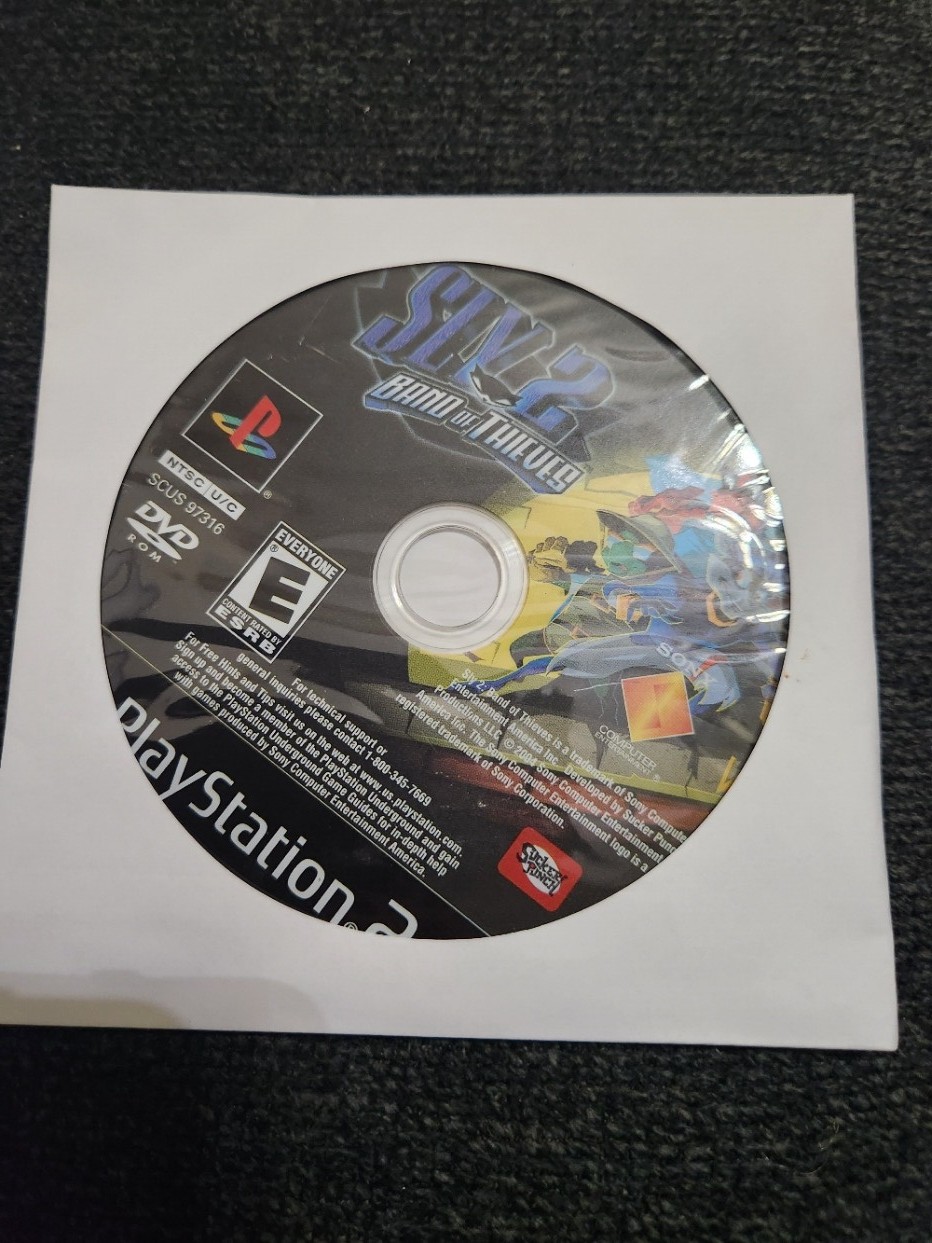 SLY 2
BAND OF THIEVES
NTSC U/C
SCUS 97316
DVD
ROM
EVERYONE
E
CONTENT RATED BY
ESRB
For technical support or
general inquiries please contact 1-800-345-7669
For Free Hints and Tips visit us on the web at www.us.playstation.com.
Sign up and become a member of the PlayStation Underground and gain
access to the PlayStation Underground Game Guides for in-depth help
with games produced by Sony Computer Entertainment America.
PlayStation®2
SONY
COMPUTER
ENTERTAINMENT®
Sly 2: Band of Thieves is a trademark of Sony Compute
Entertainment America Inc. Developed by Sucker Punc
Productions LLC © 2004 Sony Computer Entertainment
America Inc. The Sony Computer Entertainment logo is a
registered trademark of Sony Corporation.
SUCKER
PUNCH